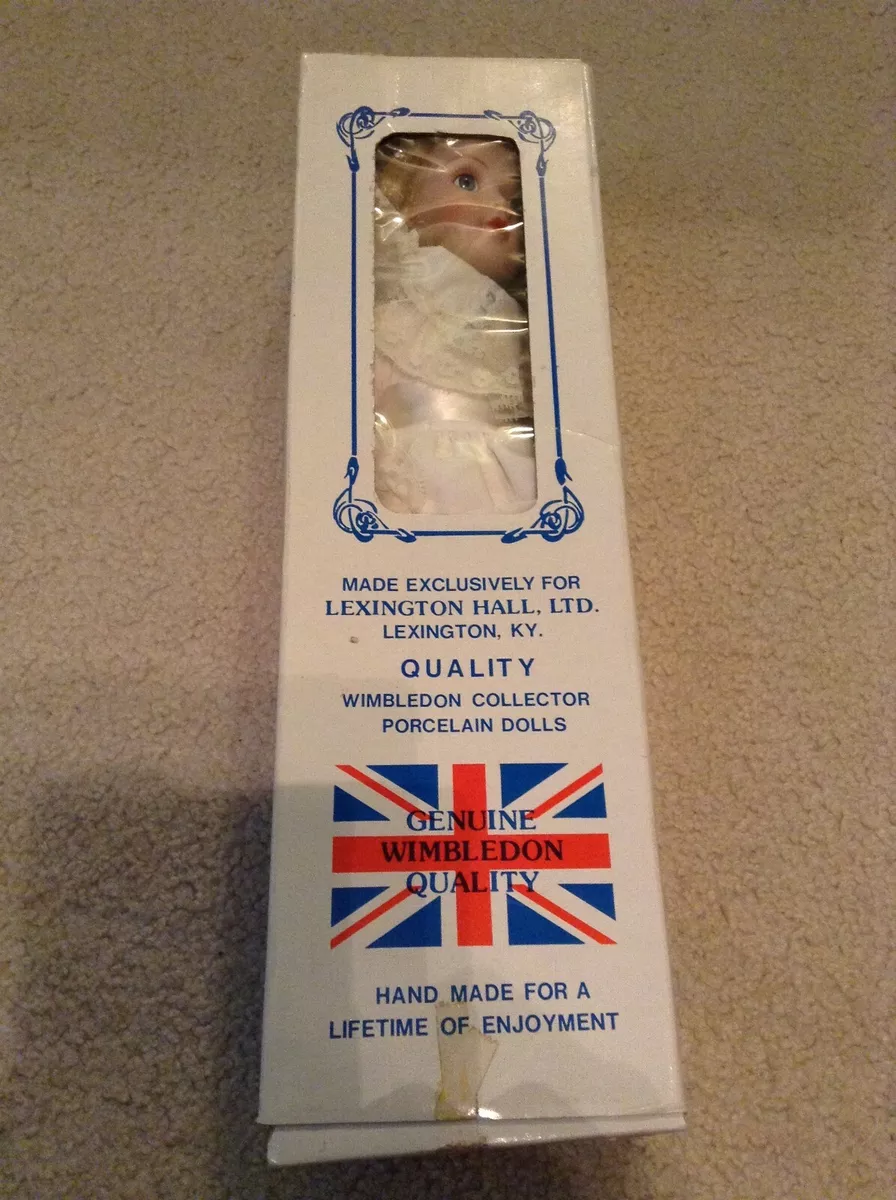 MADE EXCLUSIVELY FOR
LEXINGTON HALL, LTD.
LEXINGTON, KY.
QUALITY
WIMBLEDON COLLECTOR
PORCELAIN DOLLS
GENUINE
WIMBLEDON
QUALITY
HAND MADE FOR A
LIFETIME OF ENJOYMENT